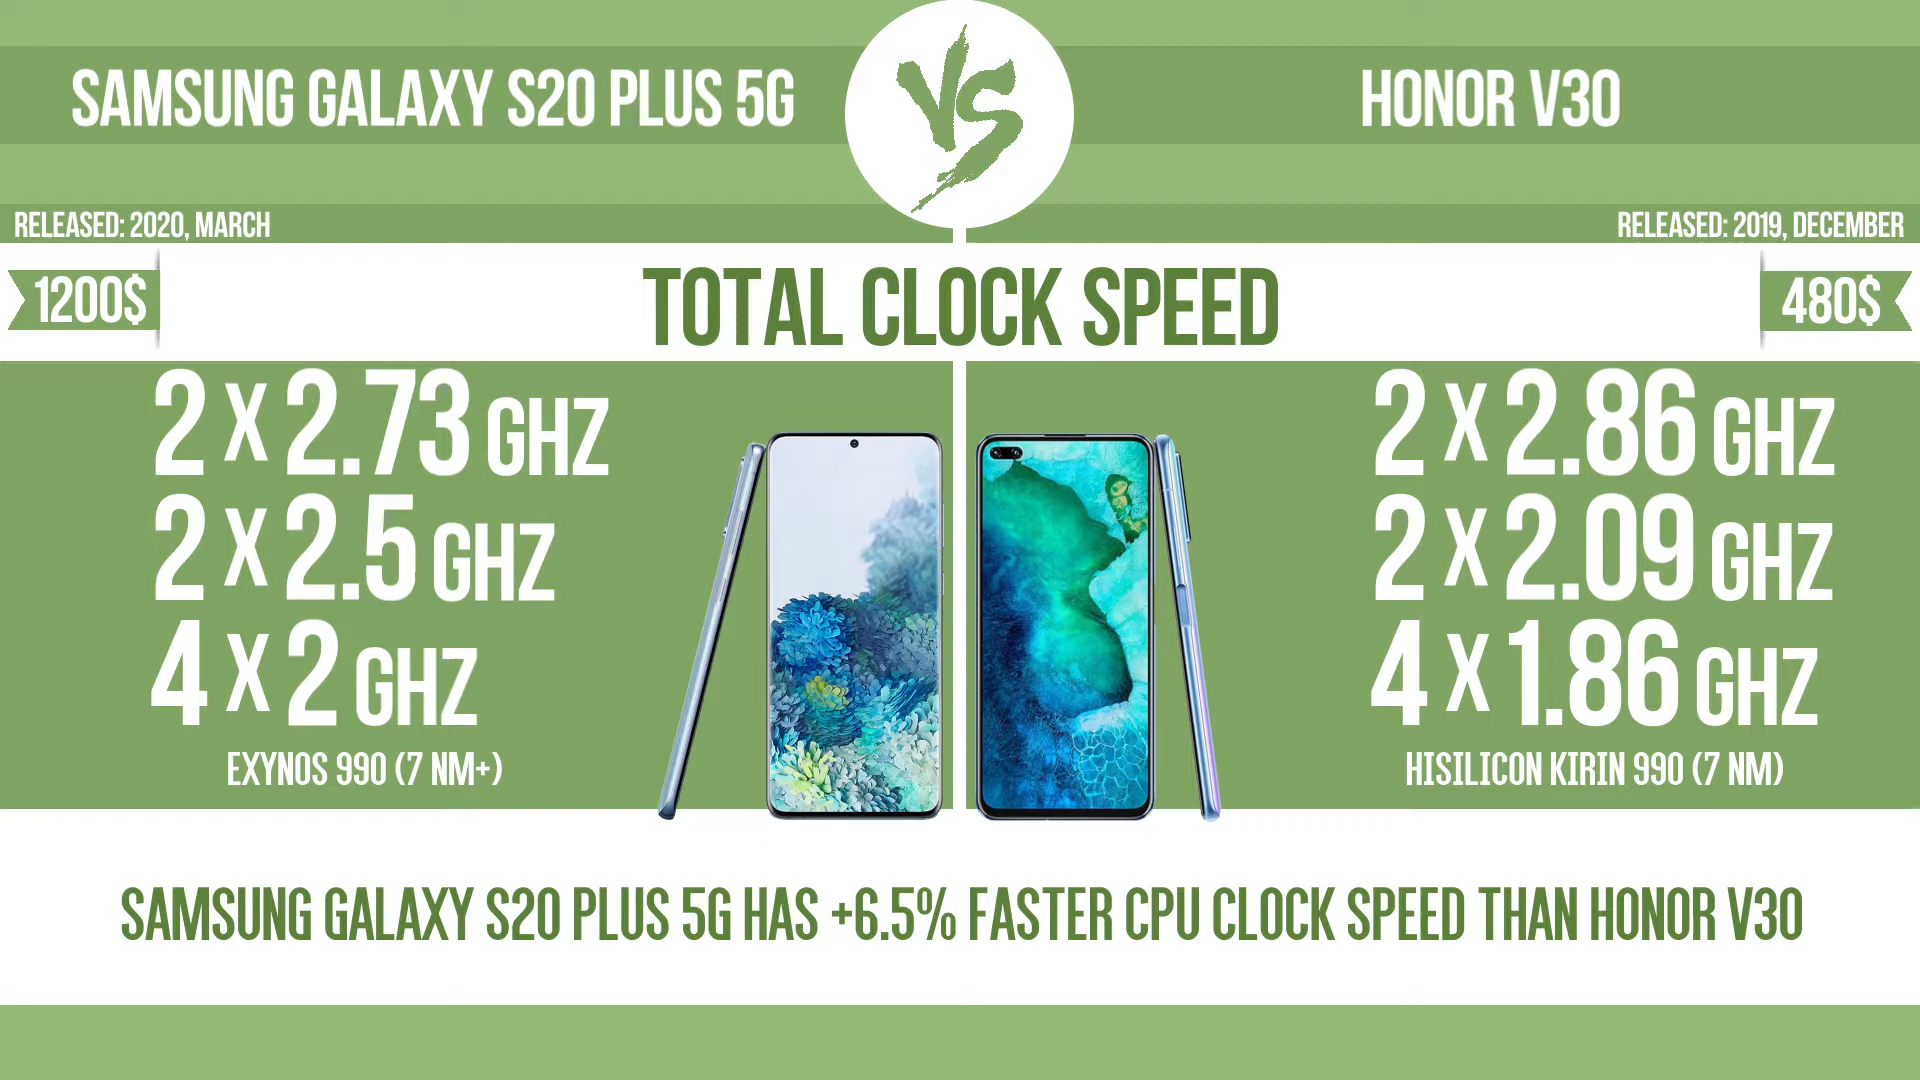 SAMSUNG GALAXY S20 PLUS 5G
VS
HONOR V30
RELEASED: 2020, MARCH
RELEASED: 2019, DECEMBER
1200$
TOTAL CLOCK SPEED
480$
2 X 2.73 GHZ
2 X 2.5 GHZ
4 X 2 GHZ
EXYNOS 990 (7 NM+)
2 X 2.86 GHZ
2 X 2.09 GHZ
4 X 1.86 GHZ
HISILICON KIRIN 990 (7 NM)
SAMSUNG GALAXY S20 PLUS 5G HAS +6.5% FASTER CPU CLOCK SPEED THAN HONOR V30